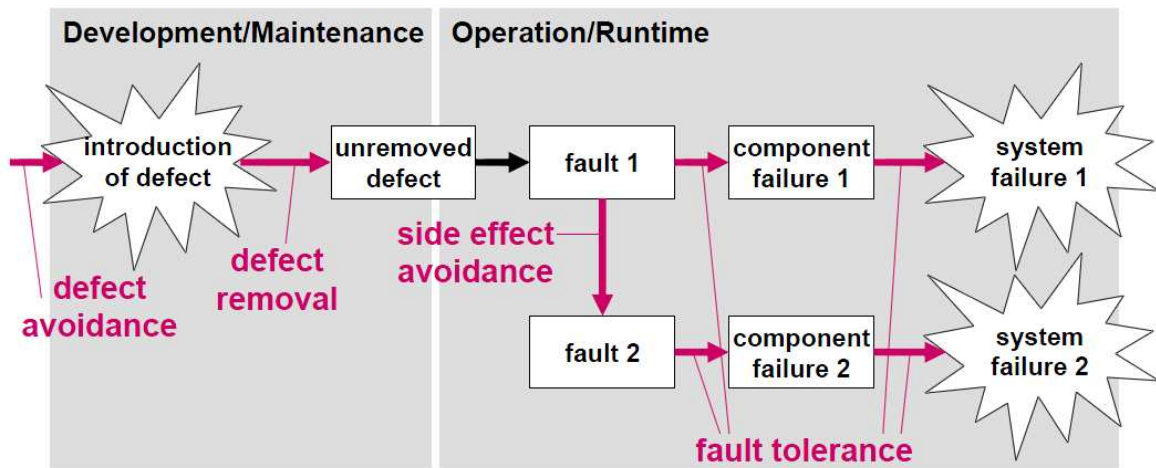 Development/Maintenance
Operation/Runtime
introduction
of defect
unremoved
defect
fault 1
component
failure 1
system
failure 1
side effect
avoidance
defect
removal
defect
avoidance
fault 2
component
failure 2
system
failure 2
fault tolerance